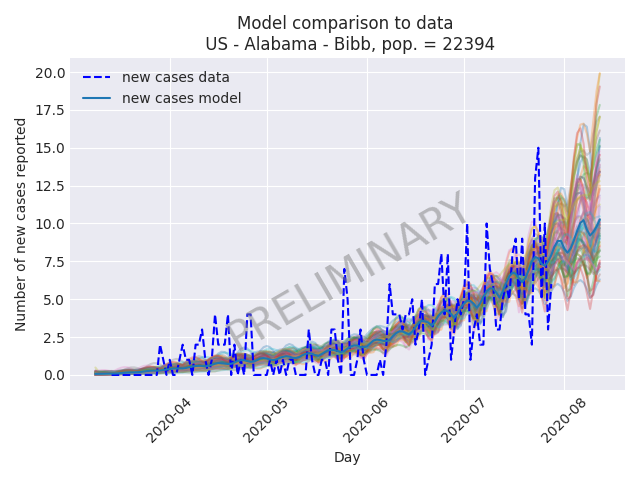 Model comparison to data
US - Alabama - Bibb, pop. = 22394
20.0
17.5
15.0
12.5
10.0
7.5
5.0
2.5
0.0
Number of new cases reported
new cases data
new cases model
PRELIMINARY
2020-04
2020-05
2020-06
2020-07
2020-08
Day